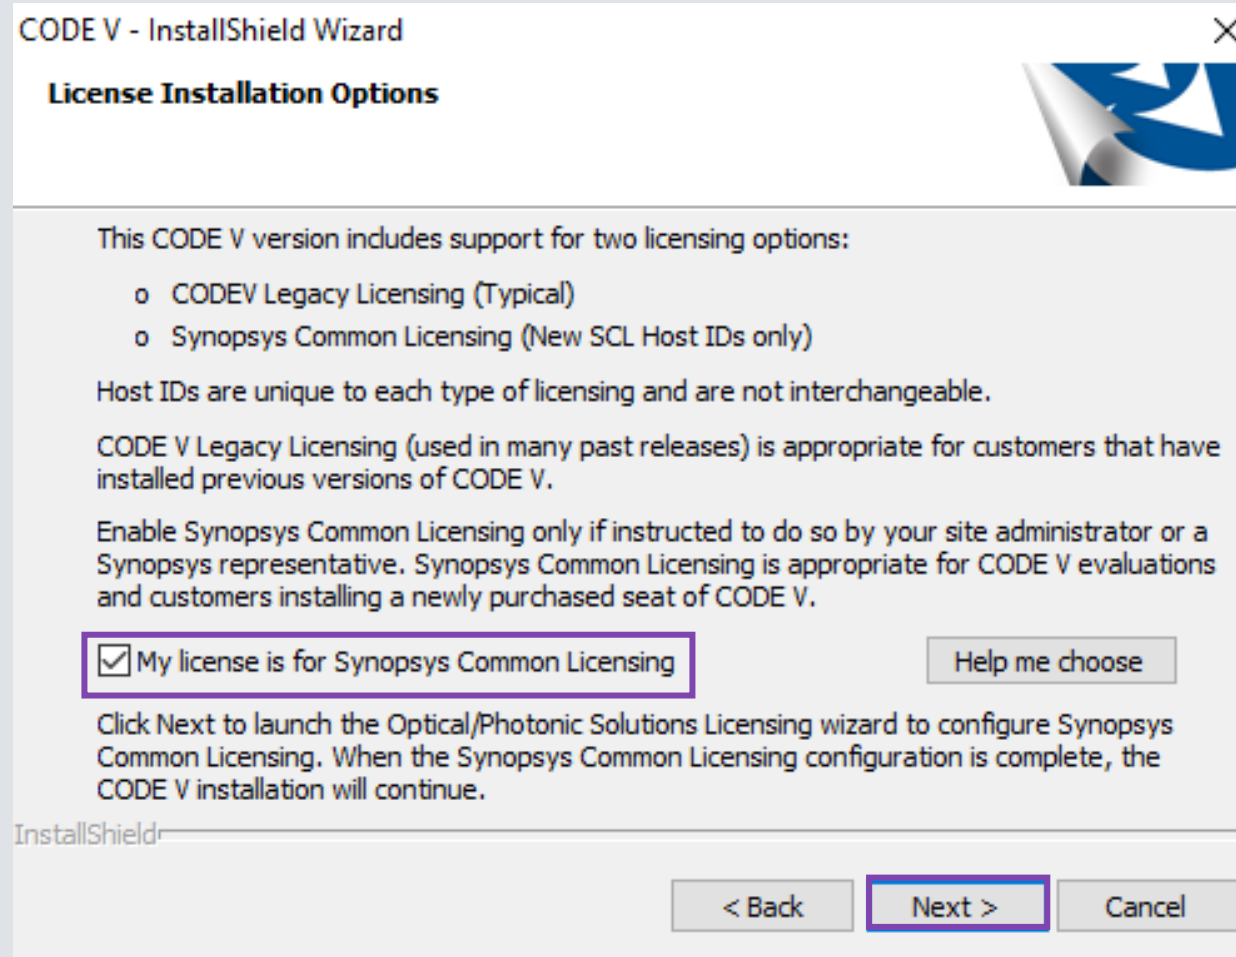 CODE V - InstallShield Wizard
License Installation Options
This CODE V version includes support for two licensing options:
o CODEV Legacy Licensing (Typical)
o Synopsys Common Licensing (New SCL Host IDs only)
Host IDs are unique to each type of licensing and are not interchangeable.
CODE V Legacy Licensing (used in many past releases) is appropriate for customers that have
installed previous versions of CODE V.
Enable Synopsys Common Licensing only if instructed to do so by your site administrator or a
Synopsys representative. Synopsys Common Licensing is appropriate for CODE V evaluations
and customers installing a newly purchased seat of CODE V.
My license is for Synopsys Common Licensing
Help me choose
Click Next to launch the Optical/Photonic Solutions Licensing wizard to configure Synopsys
Common Licensing. When the Synopsys Common Licensing configuration is complete, the
CODE V installation will continue.
InstallShield
< Back
Next >
Cancel